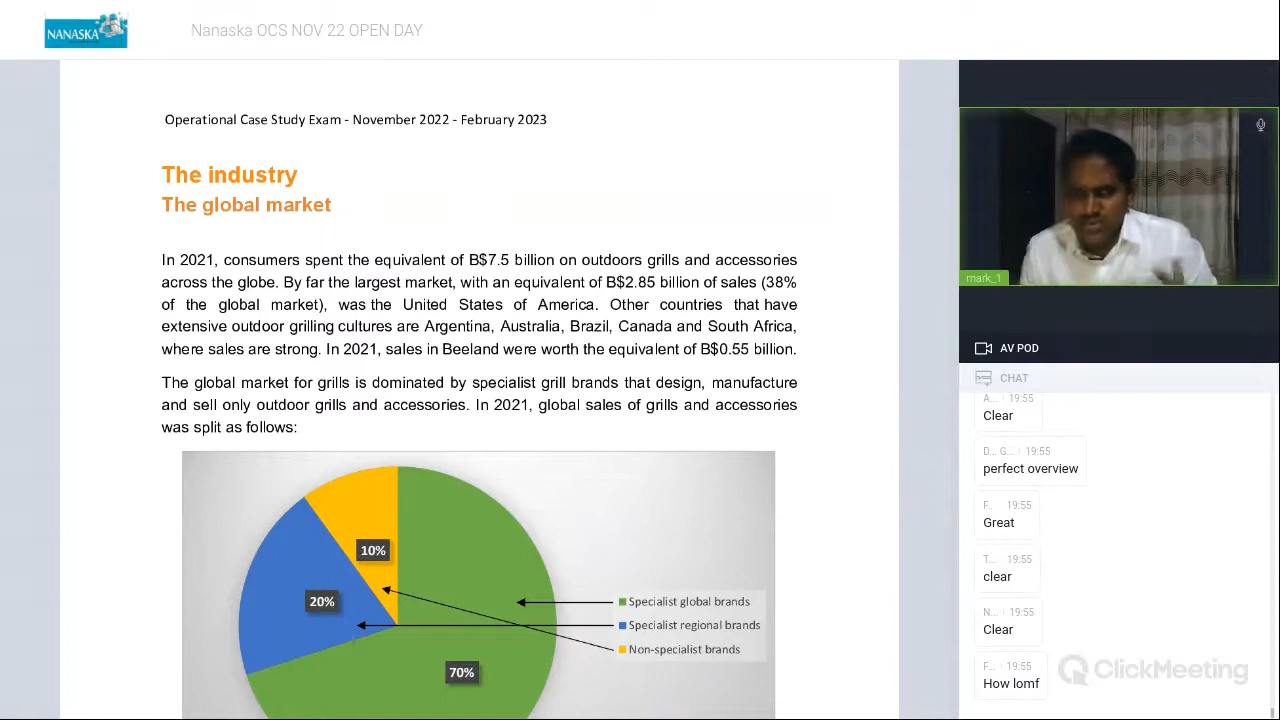 NANASKA
Nanaska OCS NOV 22 OPEN DAY
Operational Case Study Exam - November 2022 - February 2023
The industry
The global market
In 2021, consumers spent the equivalent of B$7.5 billion on outdoors grills and accessories
across the globe. By far the largest market, with an equivalent of B$2.85 billion of sales (38%
of the global market), was the United States of America. Other countries that have
extensive outdoor grilling cultures are Argentina, Australia, Brazil, Canada and South Africa,
where sales are strong. In 2021, sales in Beeland were worth the equivalent of B$0.55 billion.
The global market for grills is dominated by specialist grill brands that design, manufacture
and sell only outdoor grills and accessories. In 2021, global sales of grills and accessories
was split as follows:
10%
20%
70%
Specialist global brands
Specialist regional brands
Non-specialist brands
mark_1
AV POD
CHAT
A... 19:55
Clear
D... G... 19:55
perfect overview
F.. 19:55
Great
T... 19:55
clear
N... 19:55
Clear
F... 19:55
How lomf
ClickMeeting